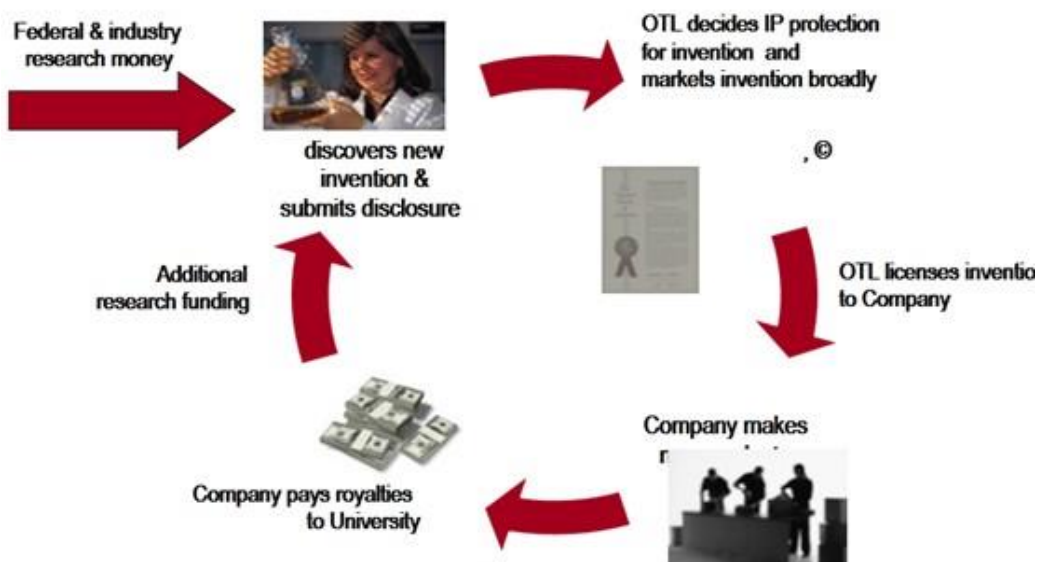 Federal & industry
research money
discovers new
invention &
submits disclosure
OTL decides IP protection
for invention and
markets invention broadly
, ©
OTL licenses inventio
to Company
Company makes
Company pays royalties
to University
Additional
research funding